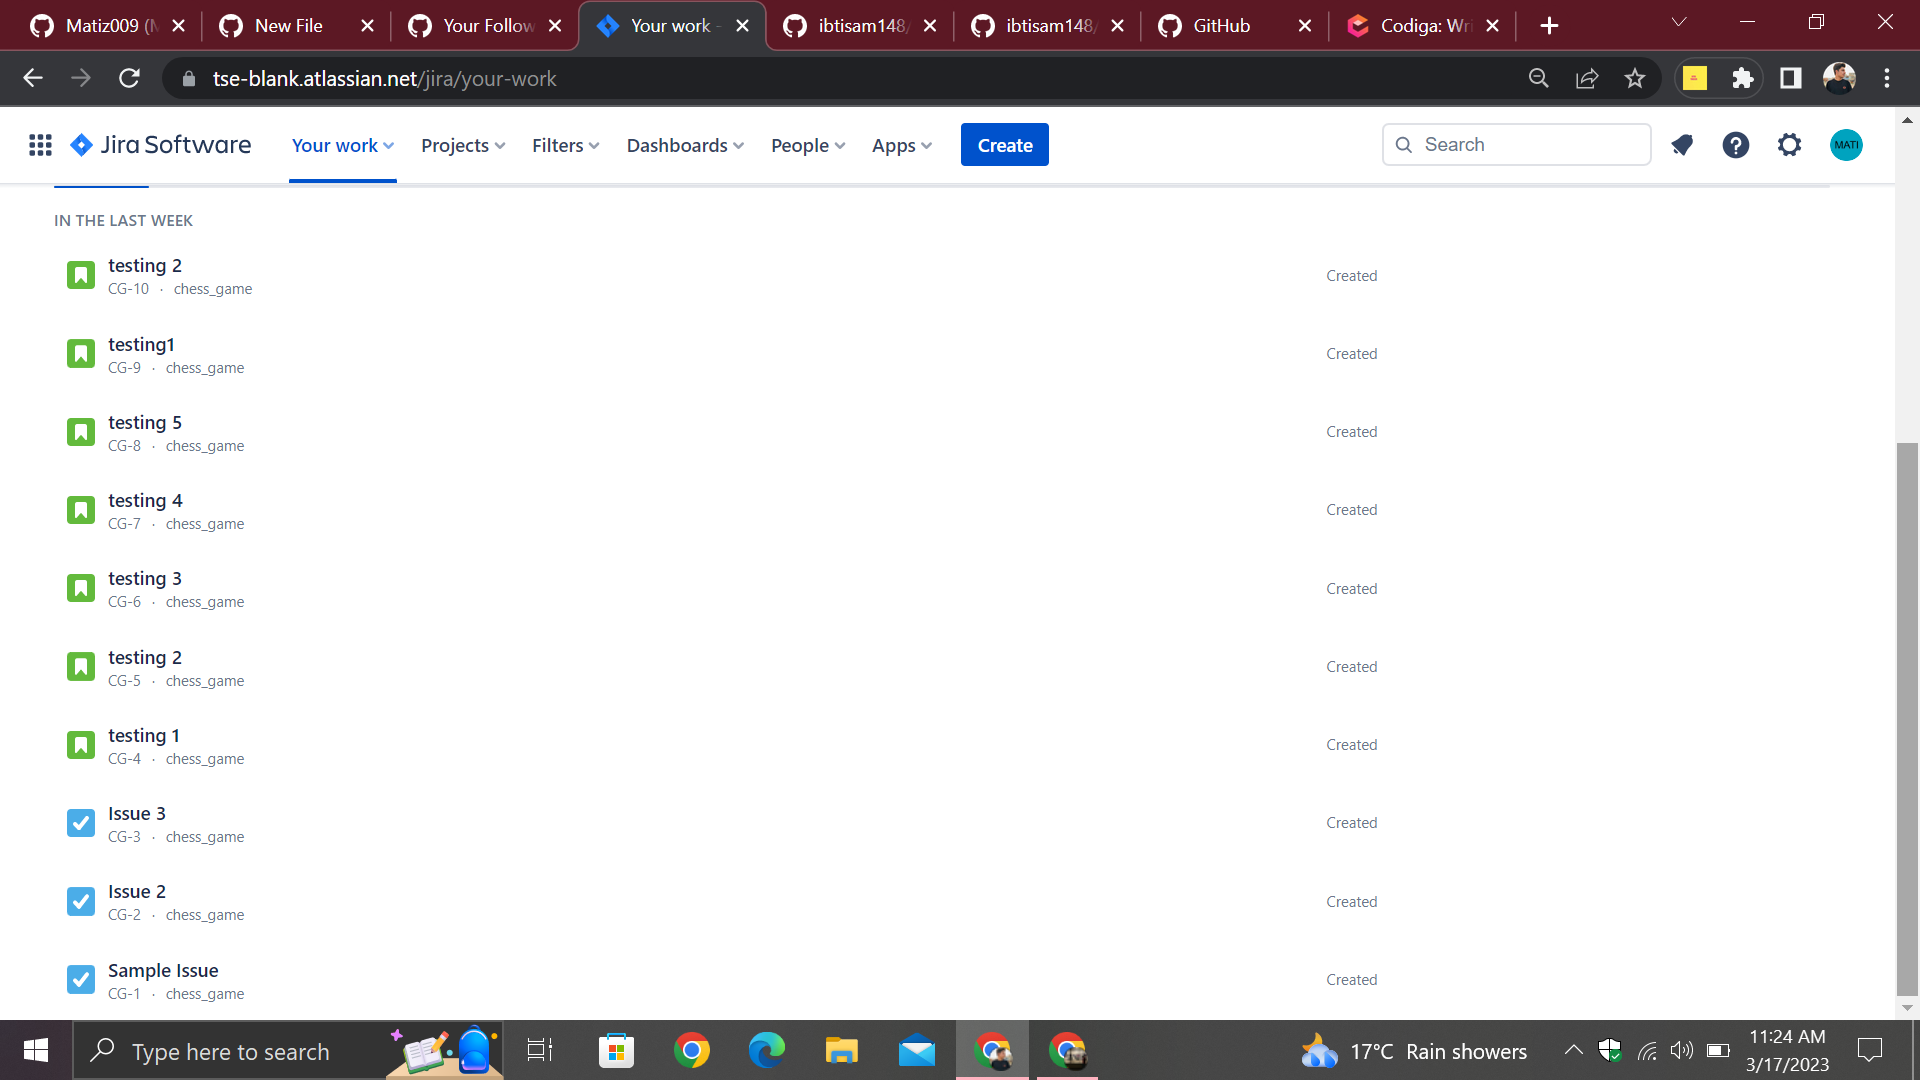 Matiz009 (M
New File
Your Follow
Your work -
ibtisam148/
ibtisam148/
GitHub
Codiga: Wri
tse-blank.atlassian.net/jira/your-work
Jira Software
Your work
Projects
Filters
Dashboards
People
Apps
Create
Search
MATI
IN THE LAST WEEK
testing 2
CG-10 · chess_game
Created
testing1
CG-9 · chess_game
Created
testing 5
CG-8 · chess_game
Created
testing 4
CG-7 · chess_game
Created
testing 3
CG-6 · chess_game
Created
testing 2
CG-5 · chess_game
Created
testing 1
CG-4 · chess_game
Created
Issue 3
CG-3 · chess_game
Created
Issue 2
CG-2 · chess_game
Created
Sample Issue
CG-1 · chess_game
Created
Type here to search
17°C Rain showers
11:24 AM
3/17/2023